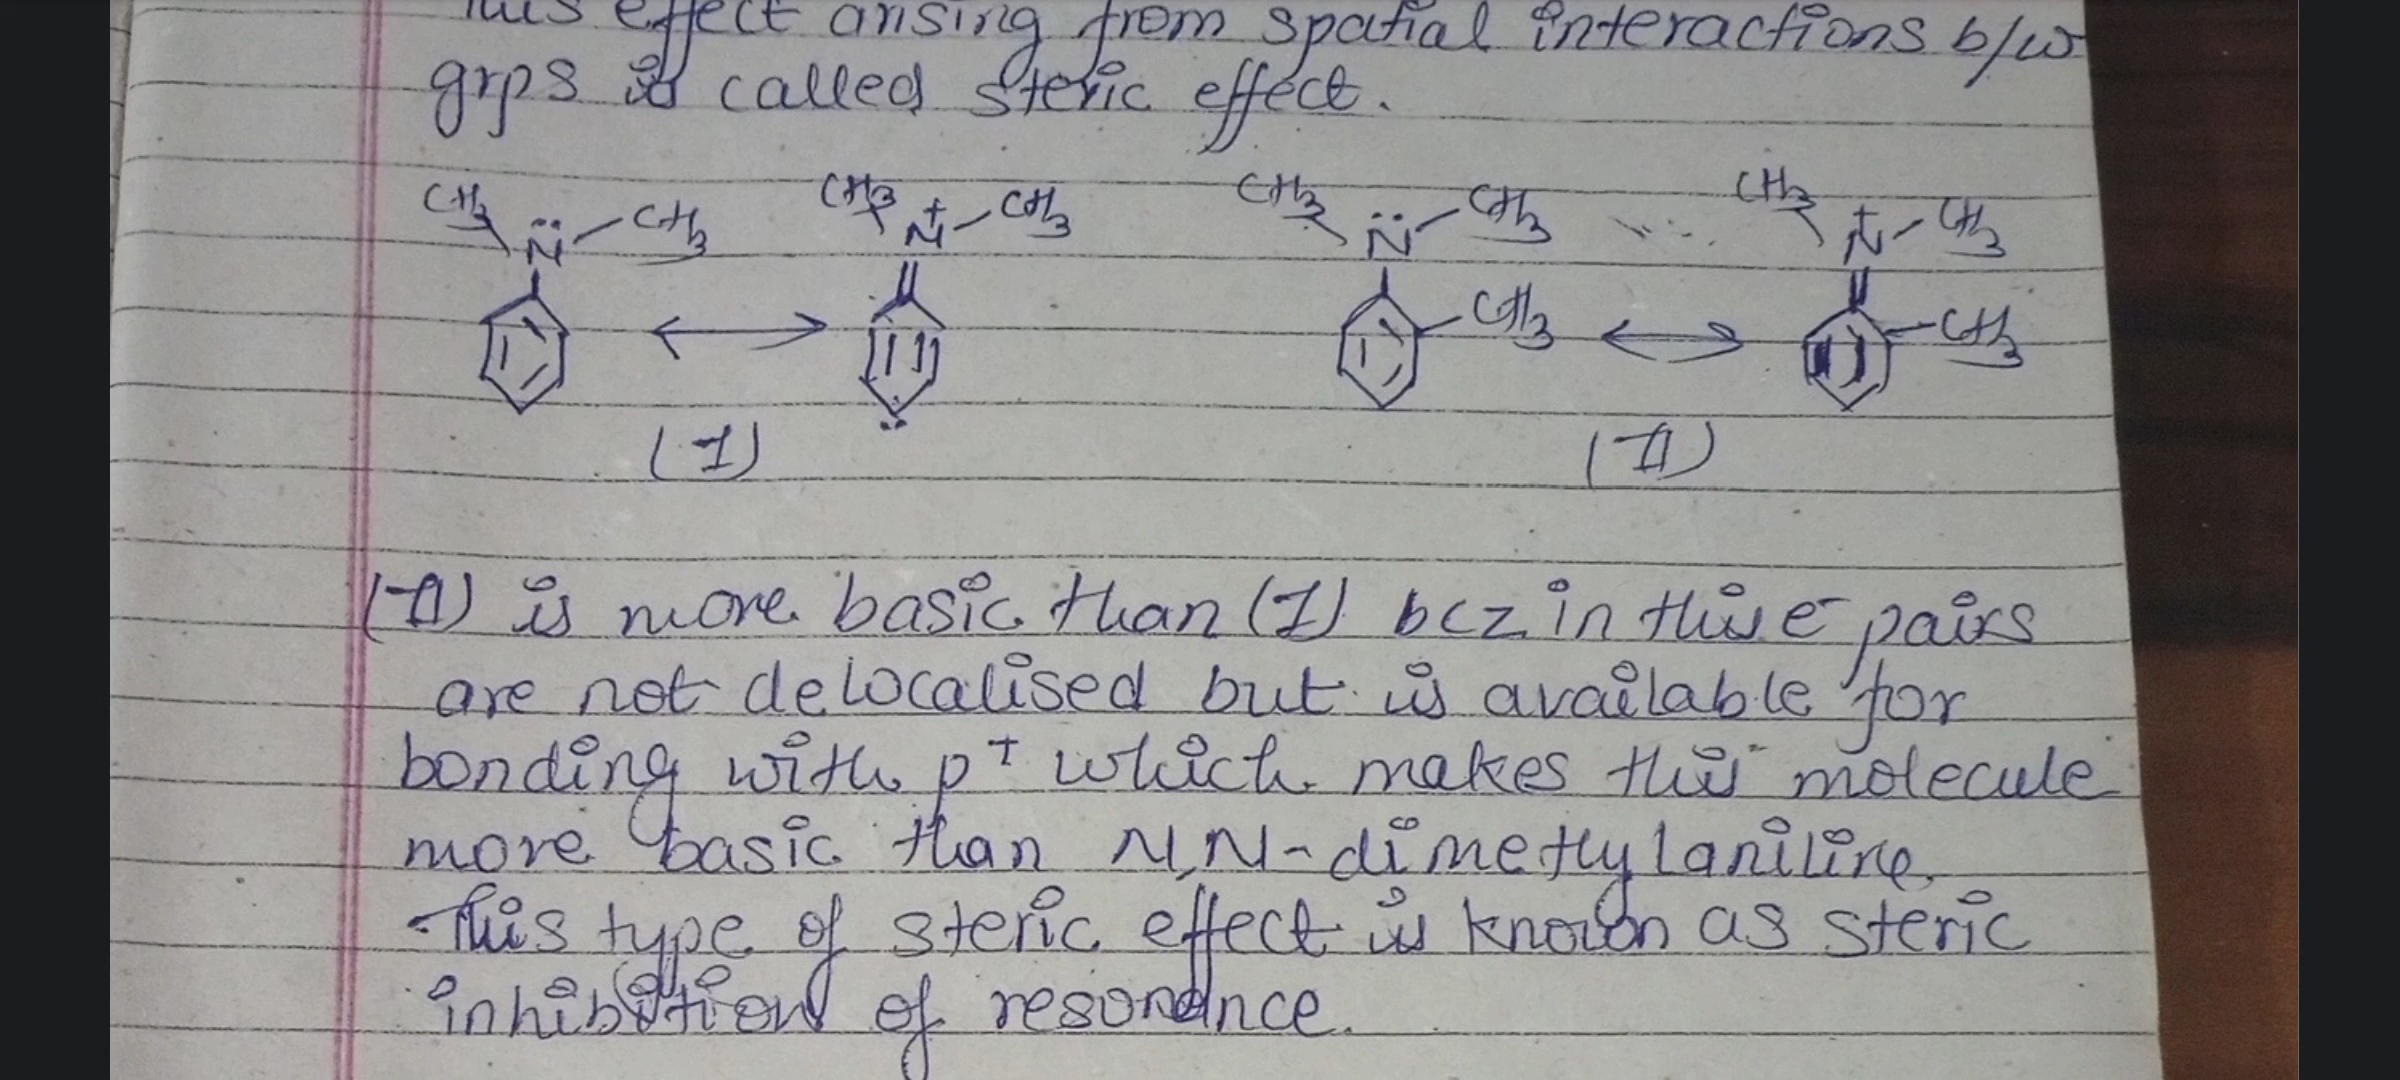 This effect arising from spatial interactions b/w
grps is called steric effect.
CH3 N̈ CH3 CH3 N+ CH3 CH3 N̈ CH3 CH3 N+ CH3
CH3 CH3
(I) (II)
(II) is more basic than (I) bcz in this e- pairs
are not delocalised but is available for
bonding with p+ which makes this molecule
more basic than N,N-dimethylaniline.
This type of steric effect is known as steric
inhibition of resonance.